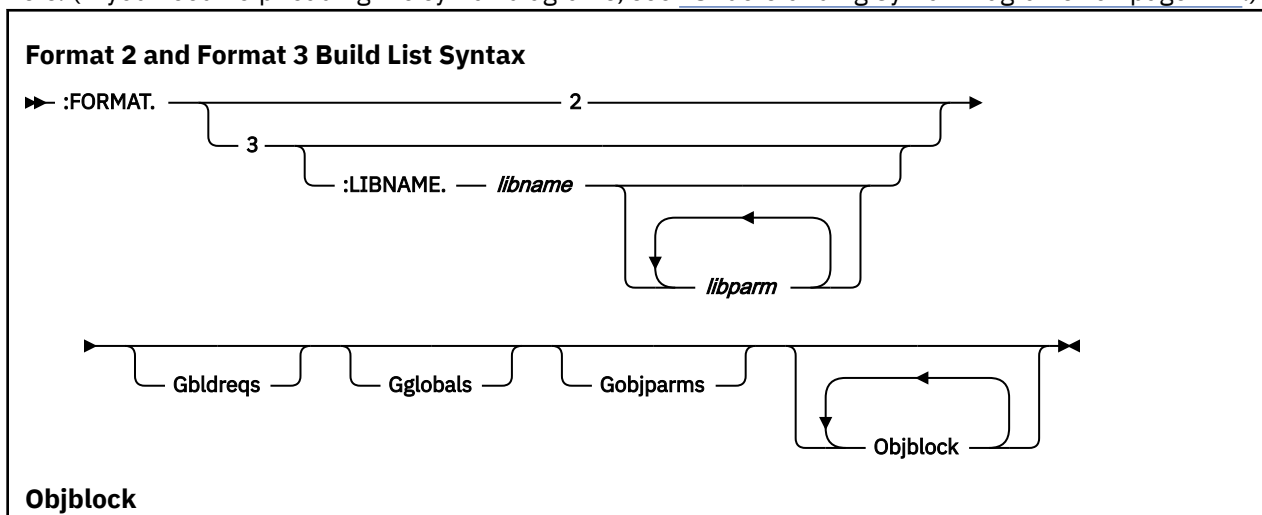 Format 2 and Format 3 Build List Syntax
:FORMAT. 2
3
:LIBNAME. libname
libparm
Gbldreqs Gglobals Gobjparms
Objblock
Objblock